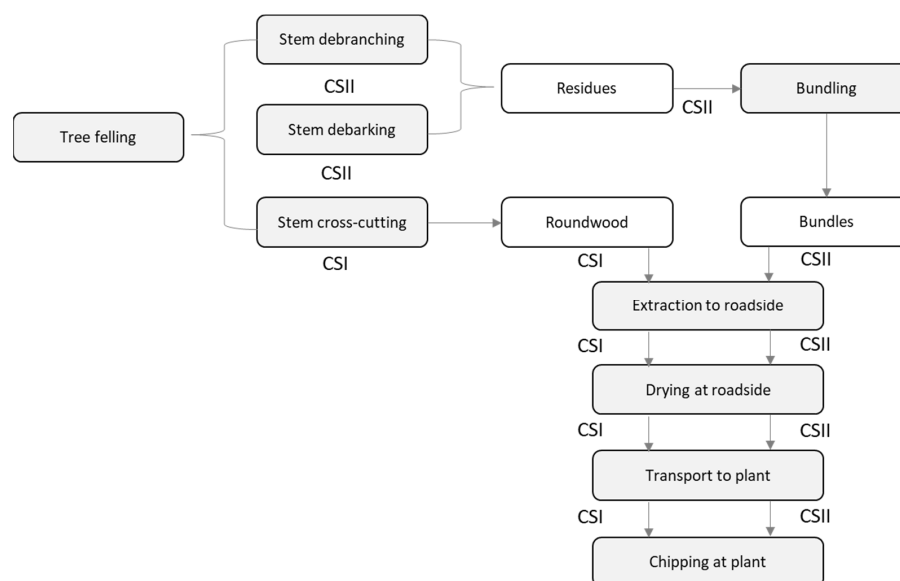 Stem debranching
CSII
Residues
Bundling
CSII
Tree felling
Stem debarking
CSII
Stem cross-cutting
CSI
Roundwood
Bundles
CSI
CSII
Extraction to roadside
CSI
CSII
Drying at roadside
CSI
CSII
Transport to plant
CSI
CSII
Chipping at plant